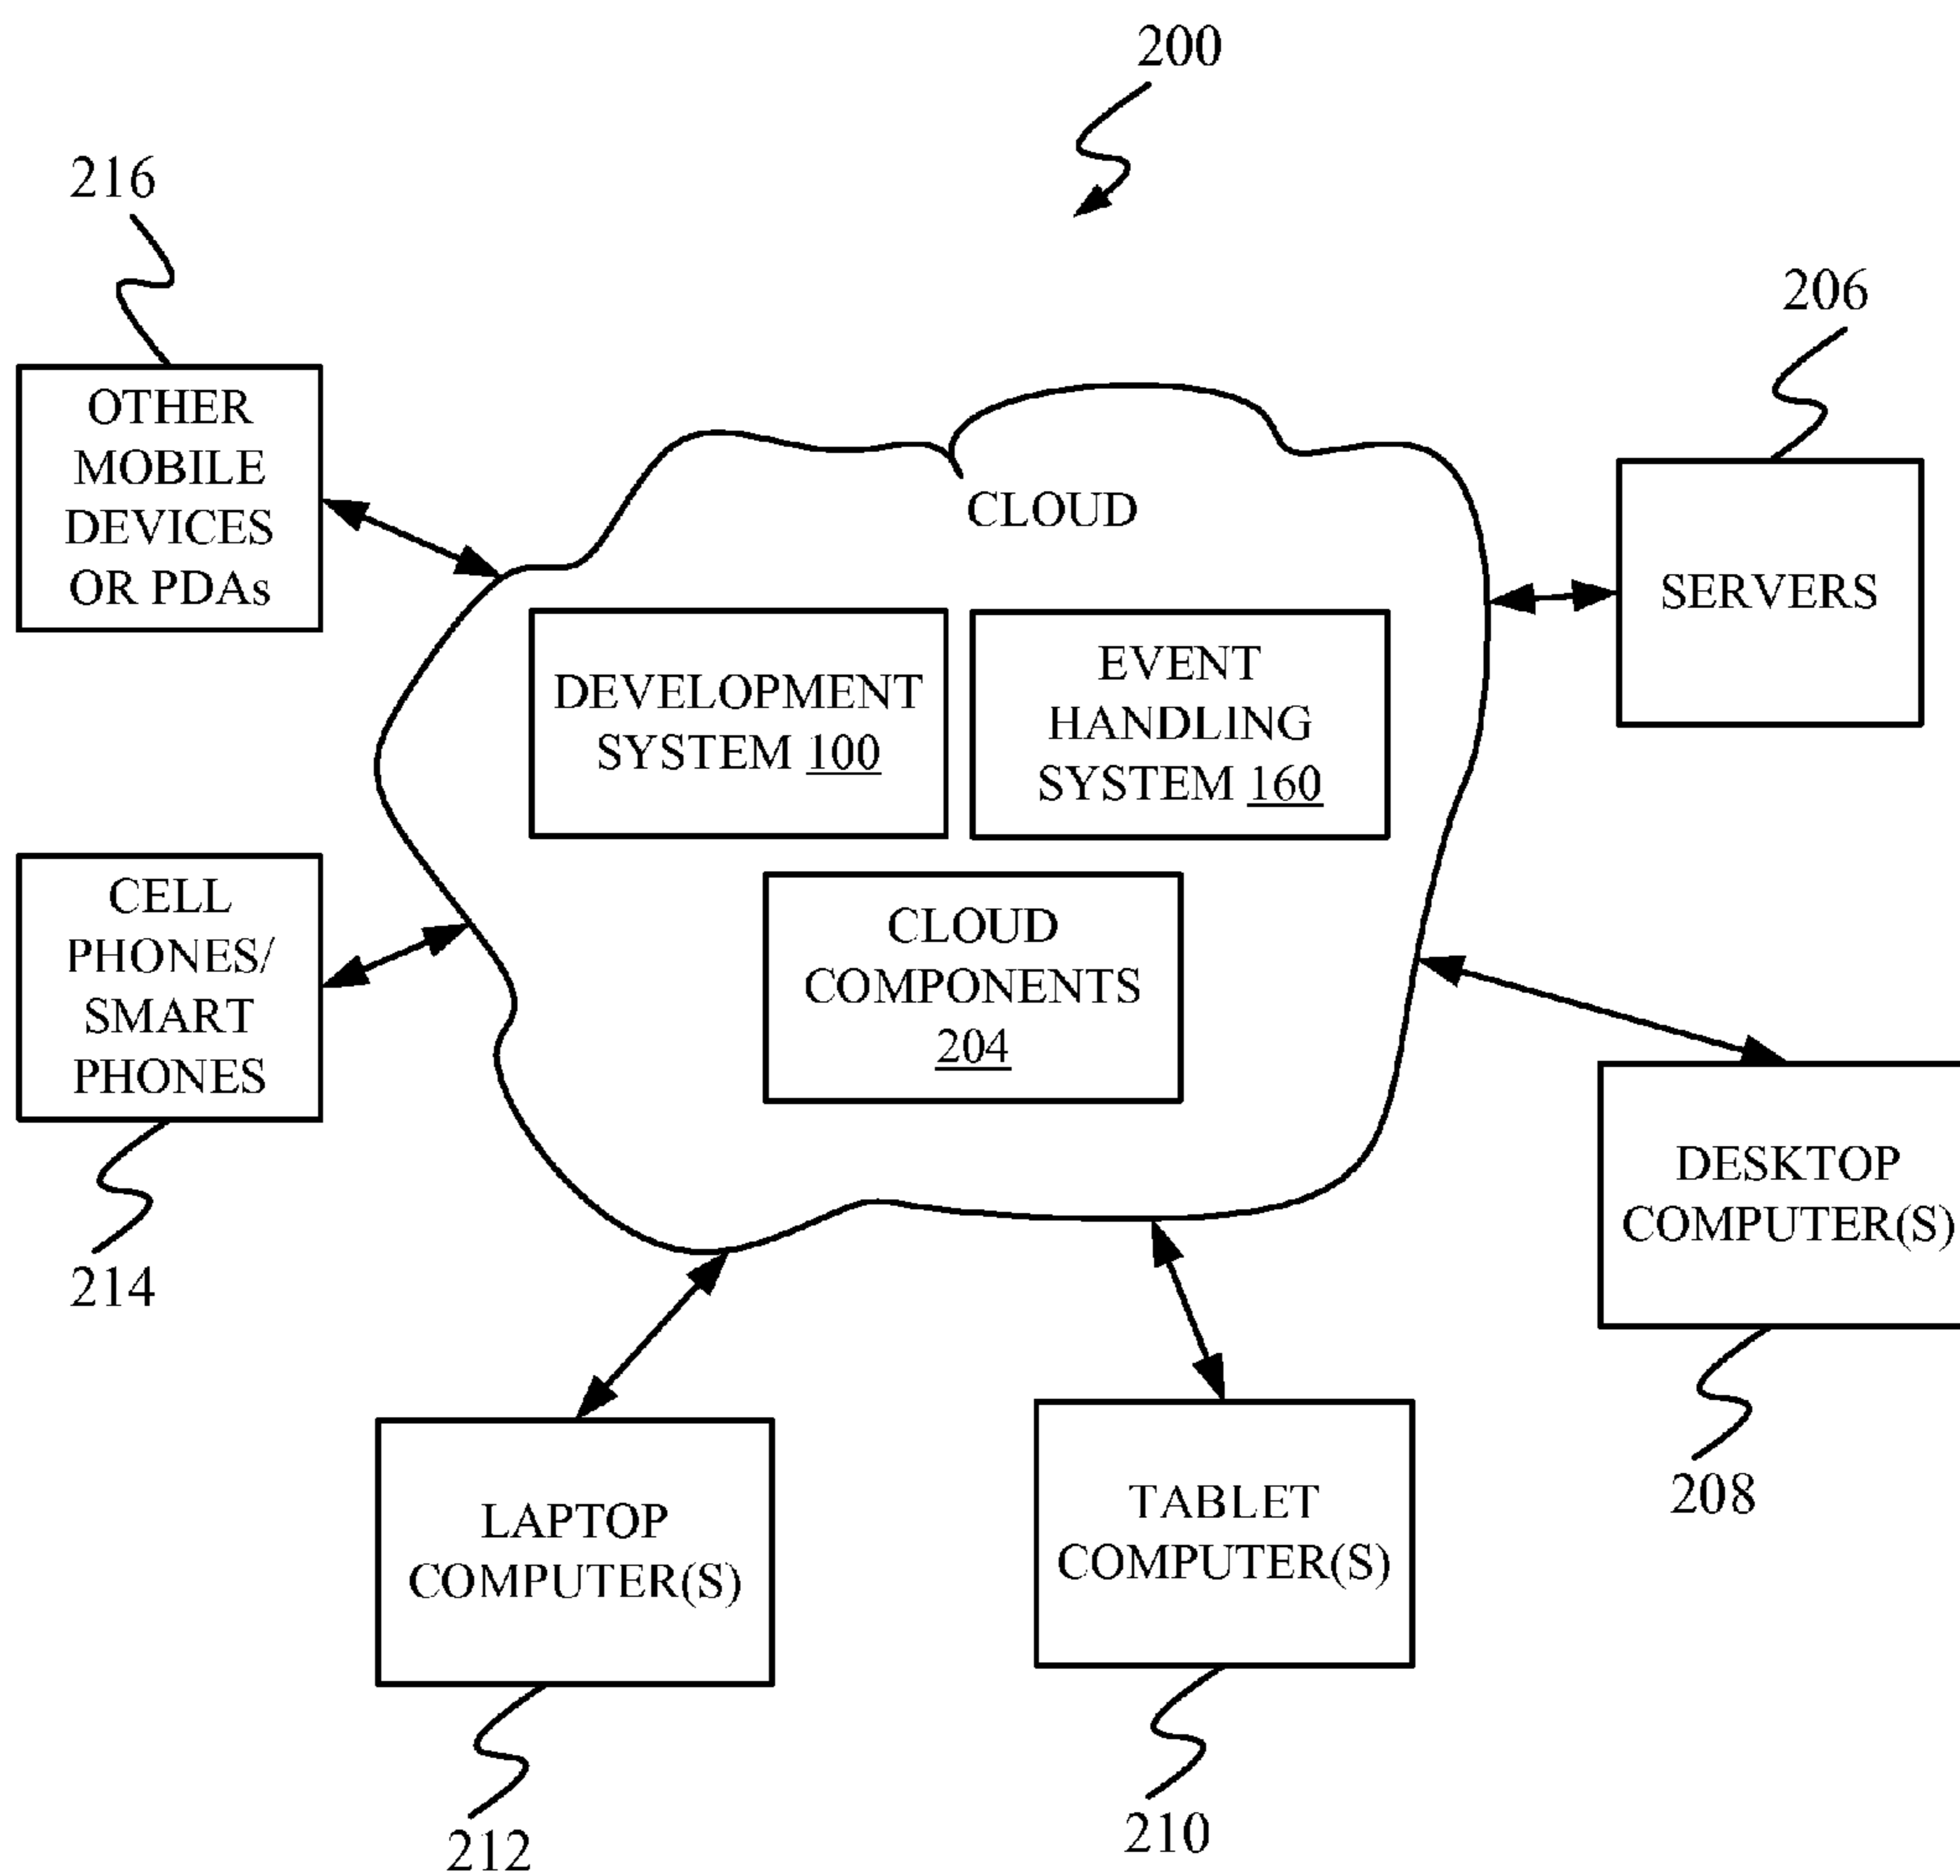 200
216
206
OTHER
MOBILE
DEVICES
OR PDAs
CLOUD
SERVERS
DEVELOPMENT
SYSTEM 100
EVENT
HANDLING
SYSTEM 160
CELL
PHONES/
SMART
PHONES
CLOUD
COMPONENTS
204
DESKTOP
COMPUTER(S)
214
208
LAPTOP
COMPUTER(S)
TABLET
COMPUTER(S)
212
210